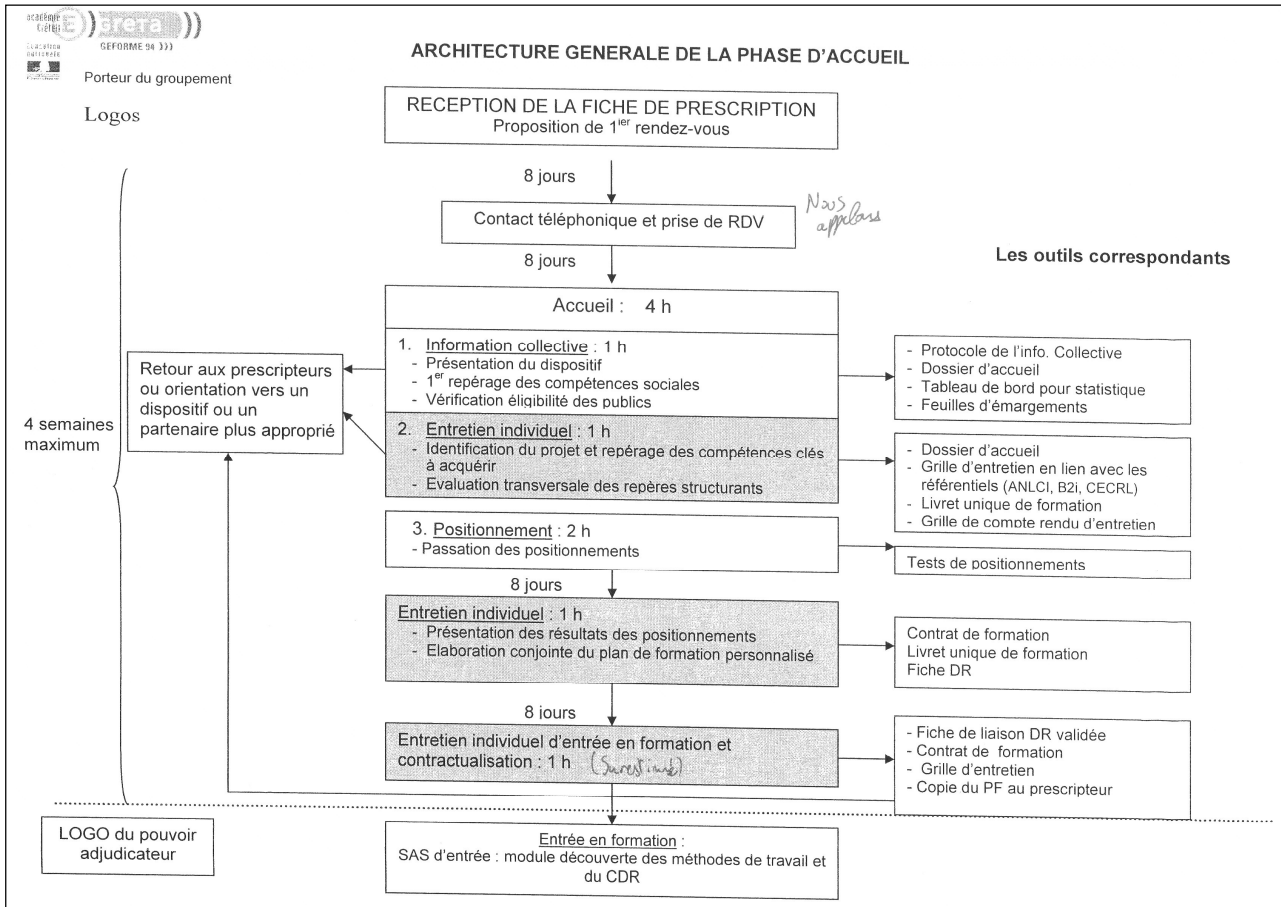 académie
Créteil
Greta
GEFORME 94 )))
éducation
nationale
Porteur du groupement
Logos
ARCHITECTURE GENERALE DE LA PHASE D'ACCUEIL
RECEPTION DE LA FICHE DE PRESCRIPTION
Proposition de 1ier rendez-vous
8 jours
Contact téléphonique et prise de RDV
Nous
appelons
8 jours
Les outils correspondants
Accueil : 4 h
1. Information collective : 1 h
- Présentation du dispositif
- 1er repérage des compétences sociales
- Vérification éligibilité des publics
- Protocole de l'info. Collective
- Dossier d'accueil
- Tableau de bord pour statistique
- Feuilles d'émargements
Retour aux prescripteurs
ou orientation vers un
dispositif ou un
partenaire plus approprié
4 semaines
maximum
2. Entretien individuel : 1 h
- Identification du projet et repérage des compétences clés
à acquérir
- Evaluation transversale des repères structurants
- Dossier d'accueil
- Grille d'entretien en lien avec les
référentiels (ANLCI, B2i, CECRL)
- Livret unique de formation
- Grille de compte rendu d'entretien
3. Positionnement : 2 h
- Passation des positionnements
Tests de positionnements
8 jours
Entretien individuel : 1 h
- Présentation des résultats des positionnements
- Elaboration conjointe du plan de formation personnalisé
Contrat de formation
Livret unique de formation
Fiche DR
8 jours
Entretien individuel d'entrée en formation et
contractualisation : 1 h (Surestimé)
- Fiche de liaison DR validée
- Contrat de formation
- Grille d'entretien
- Copie du PF au prescripteur
LOGO du pouvoir
adjudicateur
Entrée en formation :
SAS d'entrée : module découverte des méthodes de travail et
du CDR